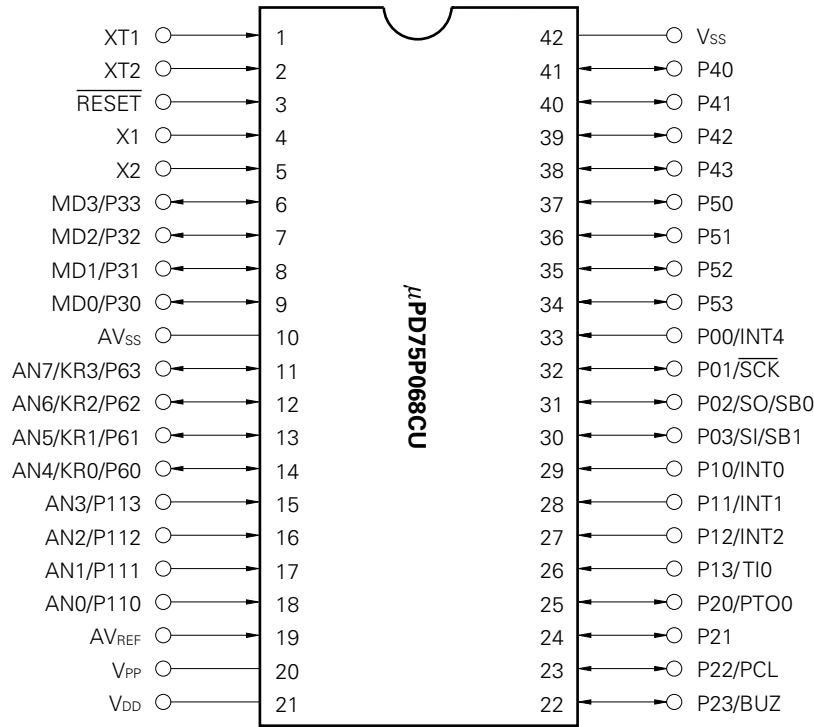 XT1 1 42 Vss
XT2 2 41 P40
RESET 3 40 P41
X1 4 39 P42
X2 5 38 P43
MD3/P33 6 37 P50
MD2/P32 7 36 P51
MD1/P31 8 35 P52
MD0/P30 9 34 P53
AVss 10 33 P00/INT4
AN7/KR3/P63 11 32 P01/SCK
AN6/KR2/P62 12 31 P02/SO/SB0
AN5/KR1/P61 13 30 P03/SI/SB1
AN4/KR0/P60 14 29 P10/INT0
AN3/P113 15 28 P11/INT1
AN2/P112 16 27 P12/INT2
AN1/P111 17 26 P13/TI0
AN0/P110 18 25 P20/PTO0
AVREF 19 24 P21
VPP 20 23 P22/PCL
VDD 21 22 P23/BUZ
μPD75P068CU